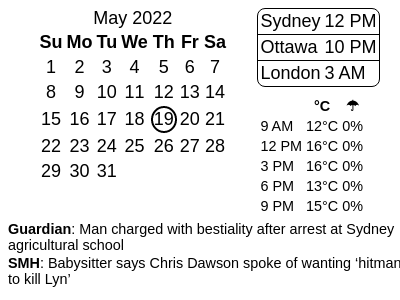 May 2022
Su Mo Tu We Th Fr Sa
1 2 3 4 5 6 7
8 9 10 11 12 13 14
15 16 17 18 19 20 21
22 23 24 25 26 27 28
29 30 31
Sydney 12 PM
Ottawa 10 PM
London 3 AM
°C ☂
9 AM 12°C 0%
12 PM 16°C 0%
3 PM 16°C 0%
6 PM 13°C 0%
9 PM 15°C 0%
Guardian: Man charged with bestiality after arrest at Sydney
agricultural school
SMH: Babysitter says Chris Dawson spoke of wanting ‘hitman
to kill Lyn’